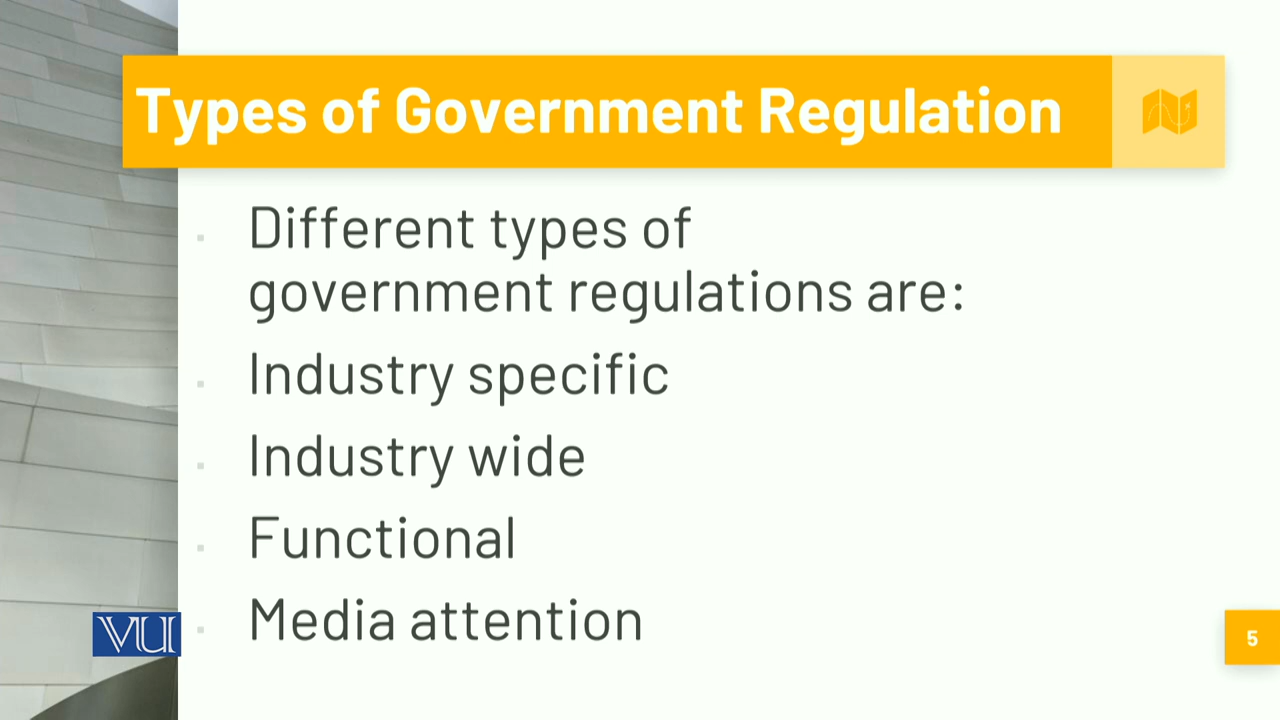 Types of Government Regulation
Different types of
government regulations are:
Industry specific
Industry wide
Functional
Media attention
VU
5